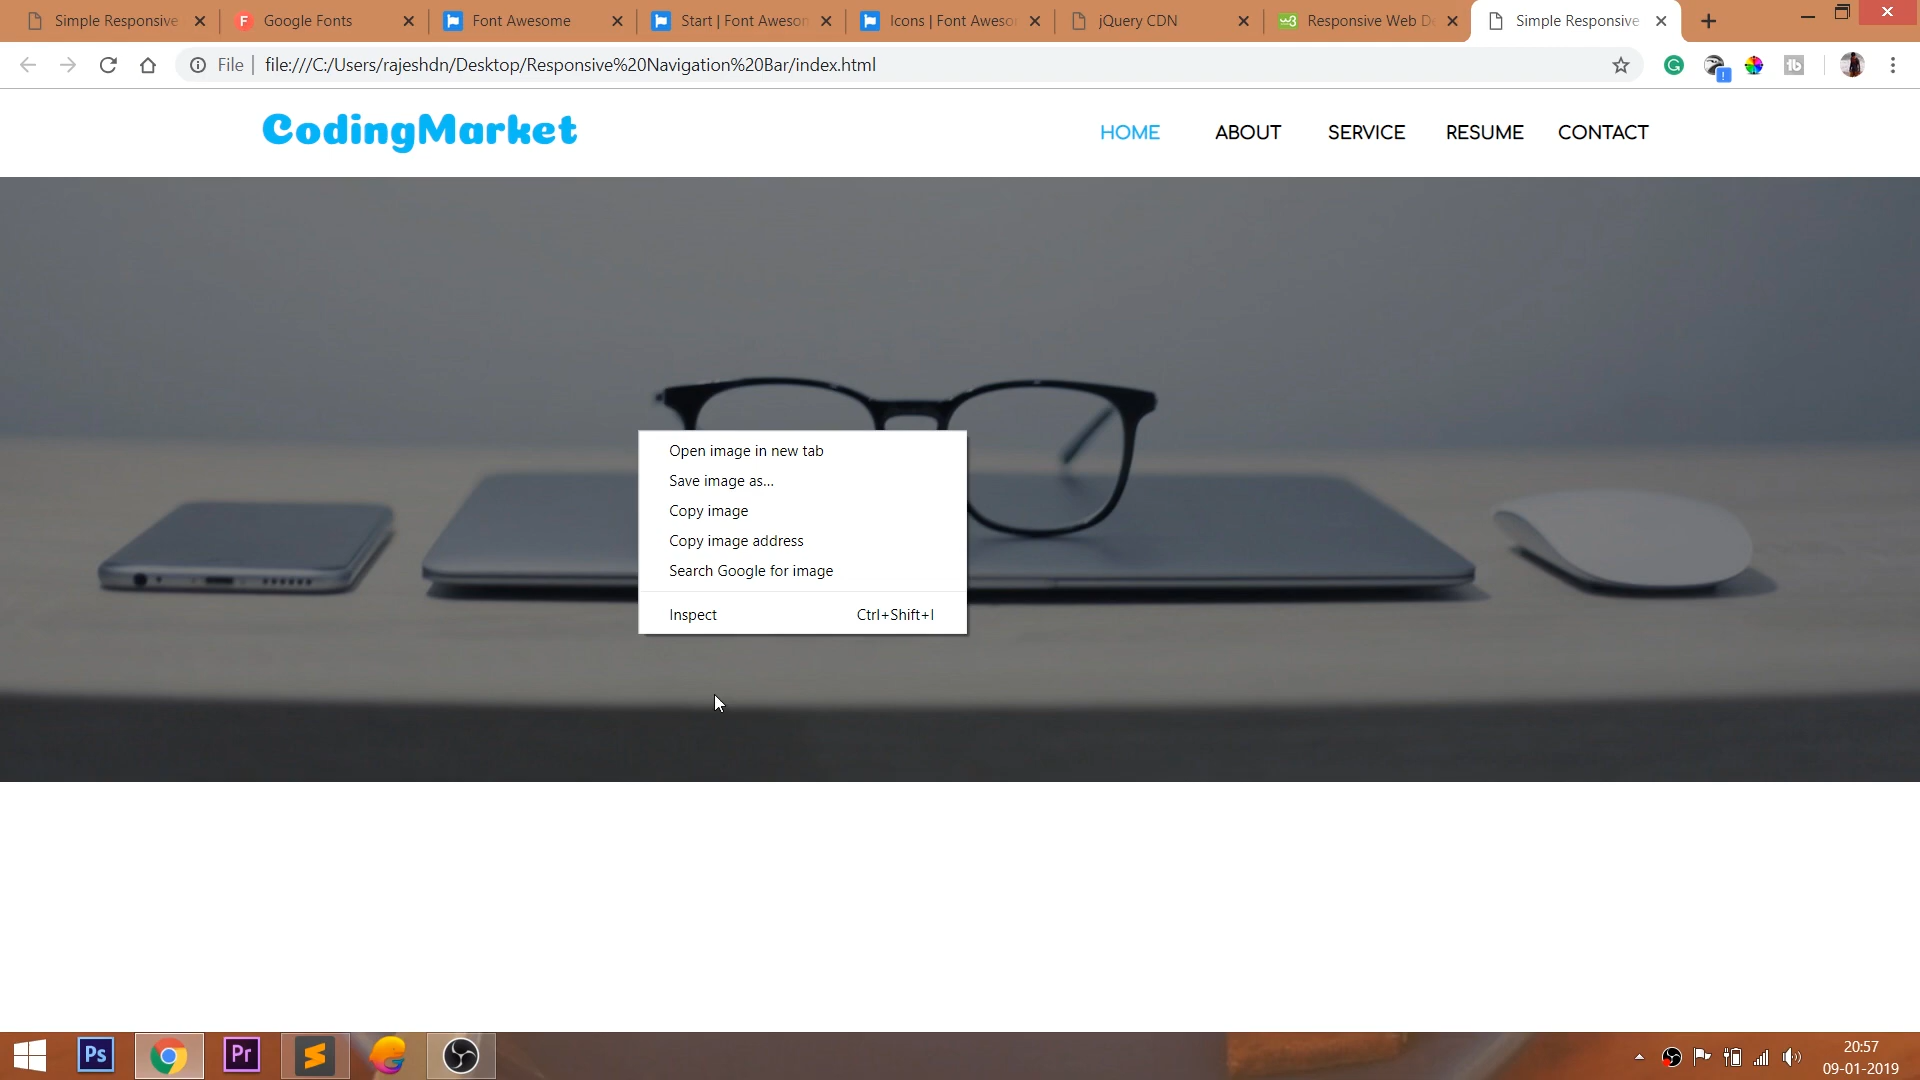 Simple Responsive
Google Fonts
Font Awesome
Start | Font Awesom
Icons | Font Aweso
jQuery CDN
Responsive Web D
Simple Responsive
File
file:///C:/Users/rajeshdn/Desktop/Responsive%20Navigation%20Bar/index.html
CodingMarket
HOME
ABOUT
SERVICE
RESUME
CONTACT
Open image in new tab
Save image as...
Copy image
Copy image address
Search Google for image
Inspect Ctrl+Shift+I
Ps
Pr
20:57
09-01-2019